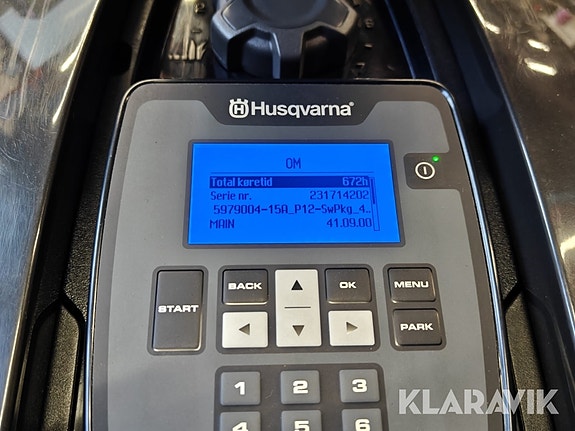 Husqvarna
OM
Total køretid 672h
Serie nr. 231714202
5979004-15A_P12-SwPkg_4..
MAIN 41.09.00
START
BACK
OK
MENU
PARK
1 2 3
4 5 6
KLARAVIK